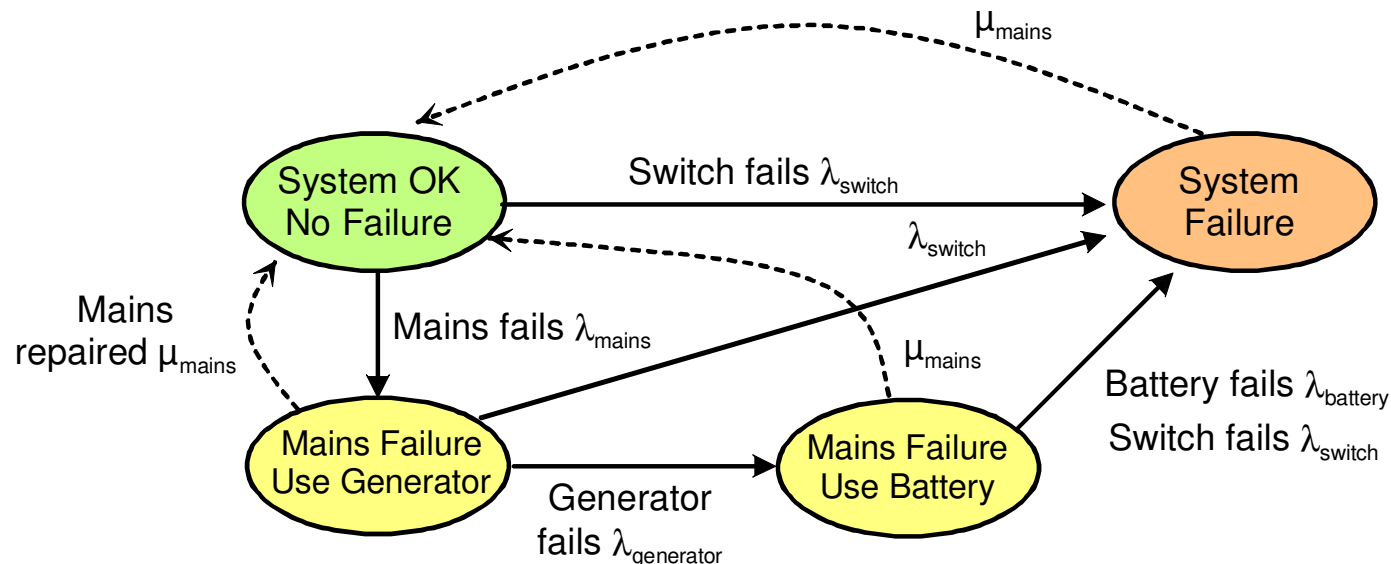 μmains
System OK
No Failure
Switch fails λswitch
System
Failure
λswitch
Mains
repaired μmains
Mains fails λmains
μmains
Battery fails λbattery
Switch fails λswitch
Mains Failure
Use Generator
Mains Failure
Use Battery
Generator
fails λgenerator